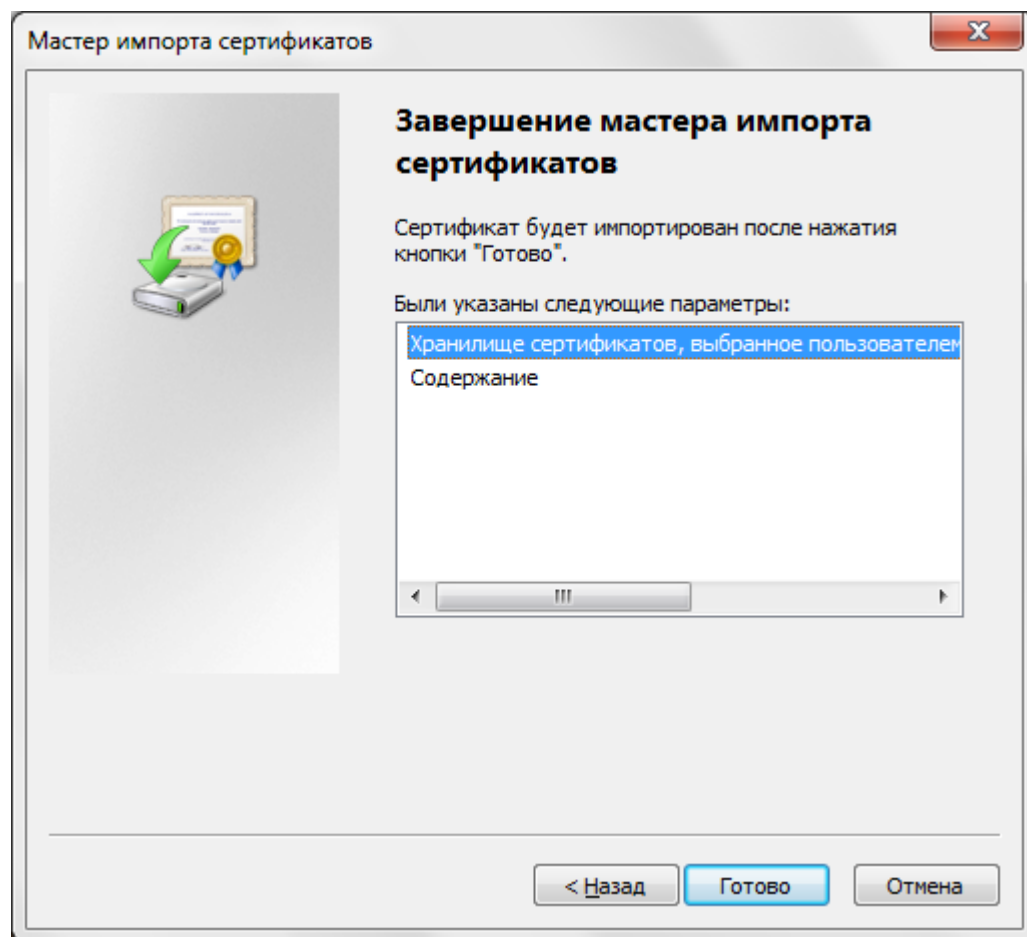 Мастер импорта сертификатов
Завершение мастера импорта
сертификатов
Сертификат будет импортирован после нажатия
кнопки "Готово".
Были указаны следующие параметры:
Хранилище сертификатов, выбранное пользователем
Содержание
< Назад
Готово
Отмена